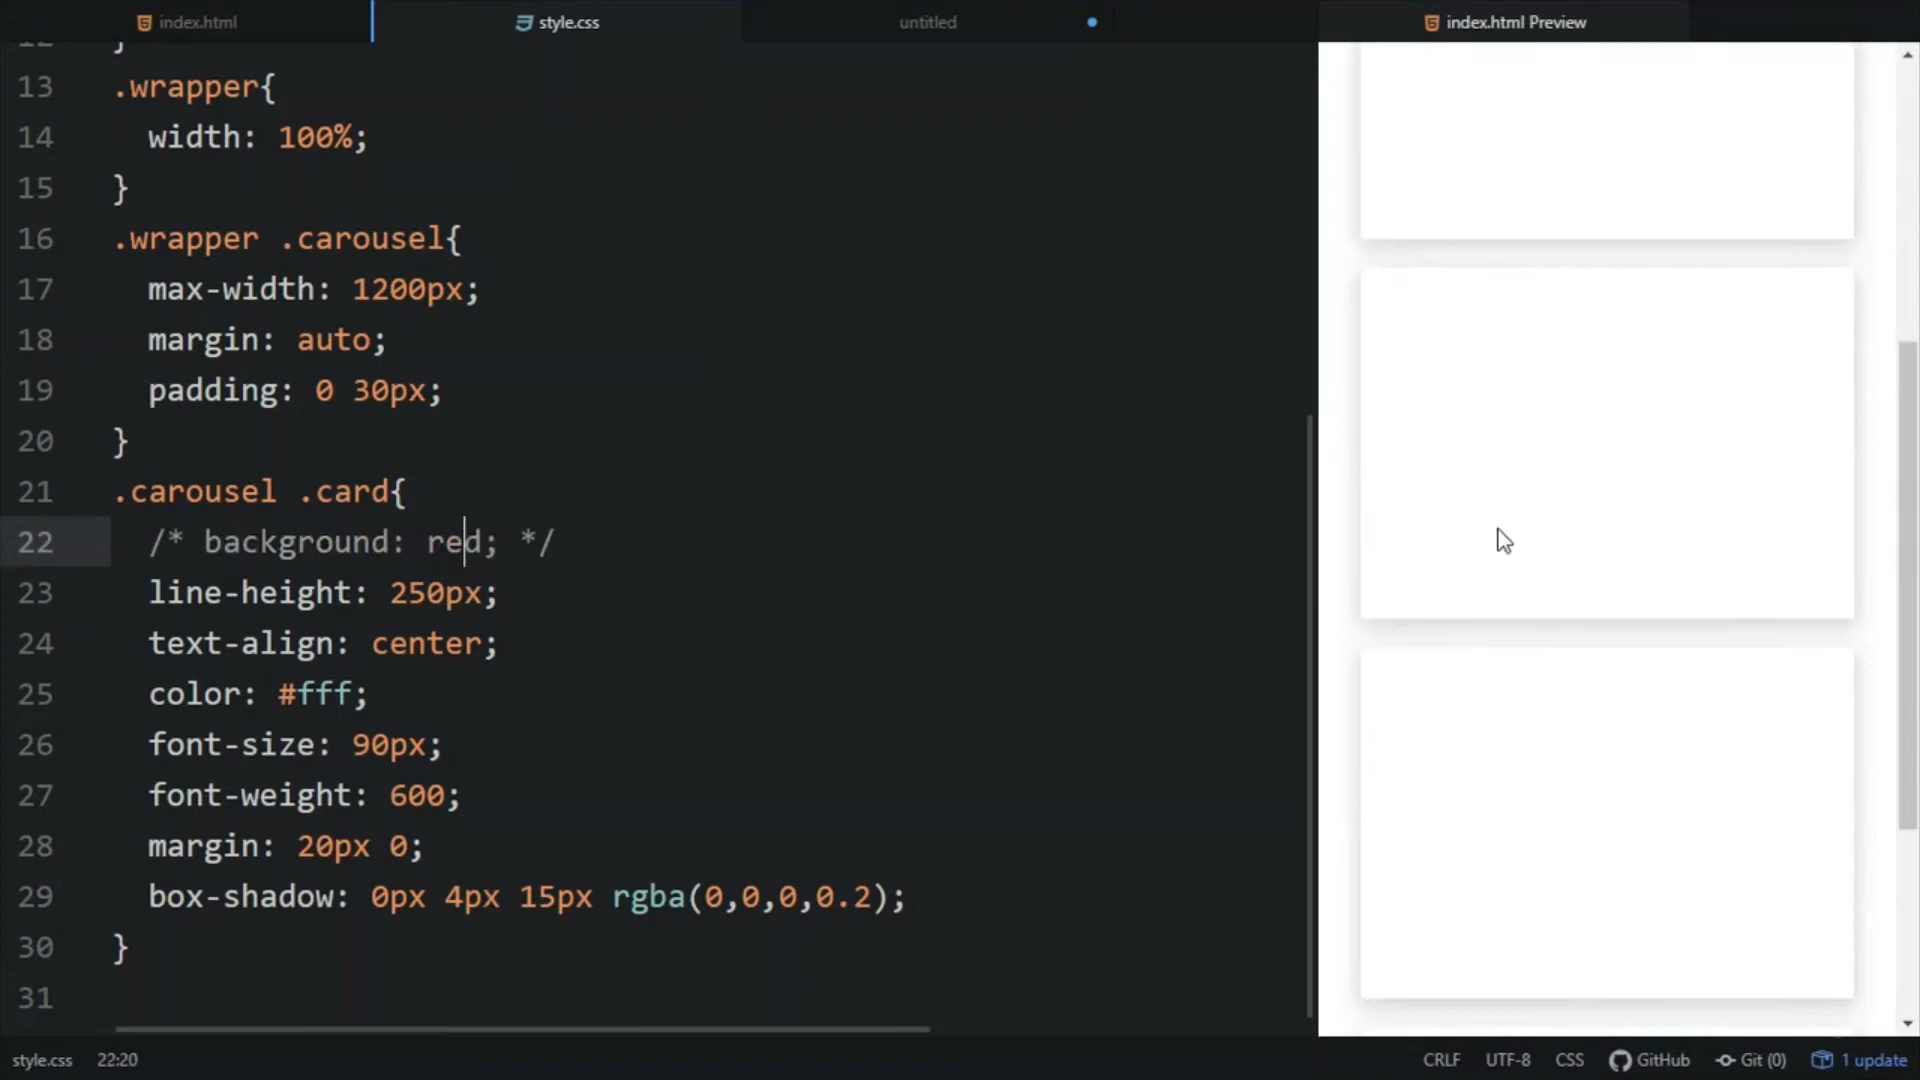 index.html
style.css
untitled
index.html Preview
12 }
13 .wrapper{
14 width: 100%;
15 }
16 .wrapper .carousel{
17 max-width: 1200px;
18 margin: auto;
19 padding: 0 30px;
20 }
21 .carousel .card{
22 /* background: red; */
23 line-height: 250px;
24 text-align: center;
25 color: #fff;
26 font-size: 90px;
27 font-weight: 600;
28 margin: 20px 0;
29 box-shadow: 0px 4px 15px rgba(0,0,0,0.2);
30 }
31
style.css 22:20 CRLF UTF-8 CSS GitHub Git (0) 1 update